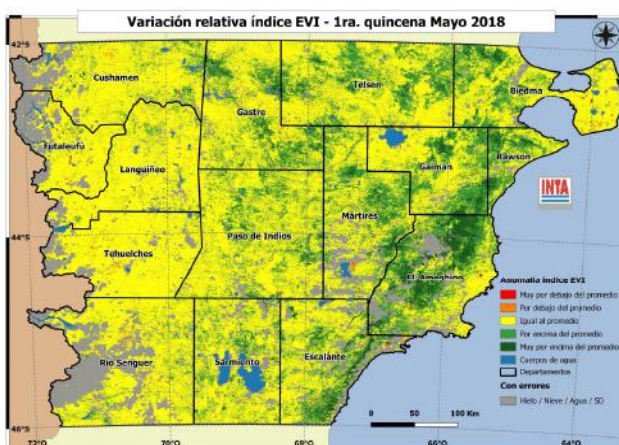 Variación relativa índice EVI - 1ra. quincena Mayo 2018
42°S
Cushamen
Telsen
Biedma
Gastre
Futaleufú
Languiñeo
Gaiman
Rawson
INTA
Mártires
44°S
Paso de Indios
Tehuelches
El. Ameghino
Anomalía índice EVI
Muy por debajo del promedio
Por debajo del promedio
Igual al promedio
Por encima del promedio
Muy por encima del promedio
Cuerpos de agua
Departamentos
Con errores
Hielo / Nieve / Agua / SD
Río Senguer
Sarmiento
Escalante
0 50 100 Km
46°S
72°O 70°O 68°O 66°O 64°O